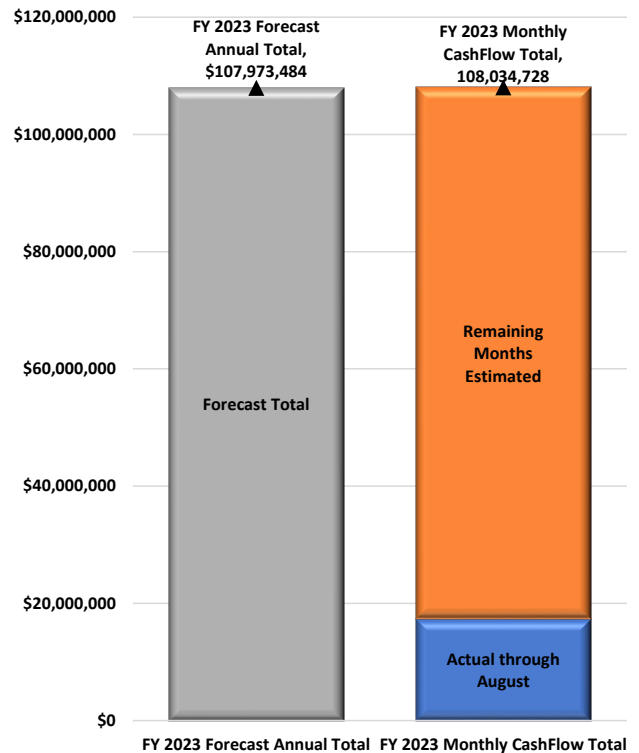 $120,000,000
$100,000,000
$80,000,000
$60,000,000
$40,000,000
$20,000,000
$0
FY 2023 Forecast
Annual Total,
$107,973,484
FY 2023 Monthly
CashFlow Total,
108,034,728
Forecast Total
Remaining
Months
Estimated
Actual through
August
FY 2023 Forecast Annual Total
FY 2023 Monthly CashFlow Total